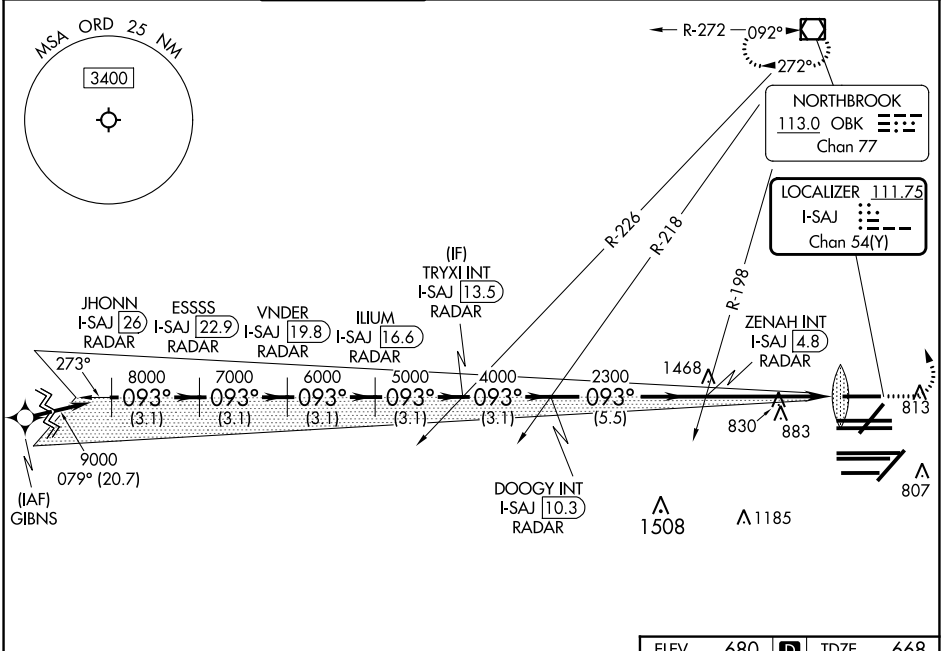 MSA ORD 25 NM
3400
R-272
092°
272°
NORTHBROOK
113.0 OBK
Chan 77
LOCALIZER 111.75
I-SAJ
Chan 54(Y)
R-226
R-218
R-198
(IF)
TRYXI INT
I-SAJ 13.5
RADAR
JHONN
I-SAJ 26
RADAR
ESSSS
I-SAJ 22.9
RADAR
VNDER
I-SAJ 19.8
RADAR
ILIUM
I-SAJ 16.6
RADAR
ZENAH INT
I-SAJ 4.8
RADAR
273°
8000
093°
(3.1)
7000
093°
(3.1)
6000
093°
(3.1)
5000
093°
(3.1)
4000
093°
(3.1)
2300
093°
(5.5)
1468
830
883
813
807
9000
079° (20.7)
(IAF)
GIBNS
DOOGY INT
I-SAJ 10.3
RADAR
1508
1185
ELEV 680 D TDZE 668